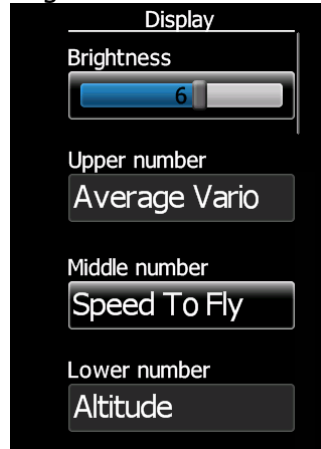 Display
Brightness
6
Upper number
Average Vario
Middle number
Speed To Fly
Lower number
Altitude